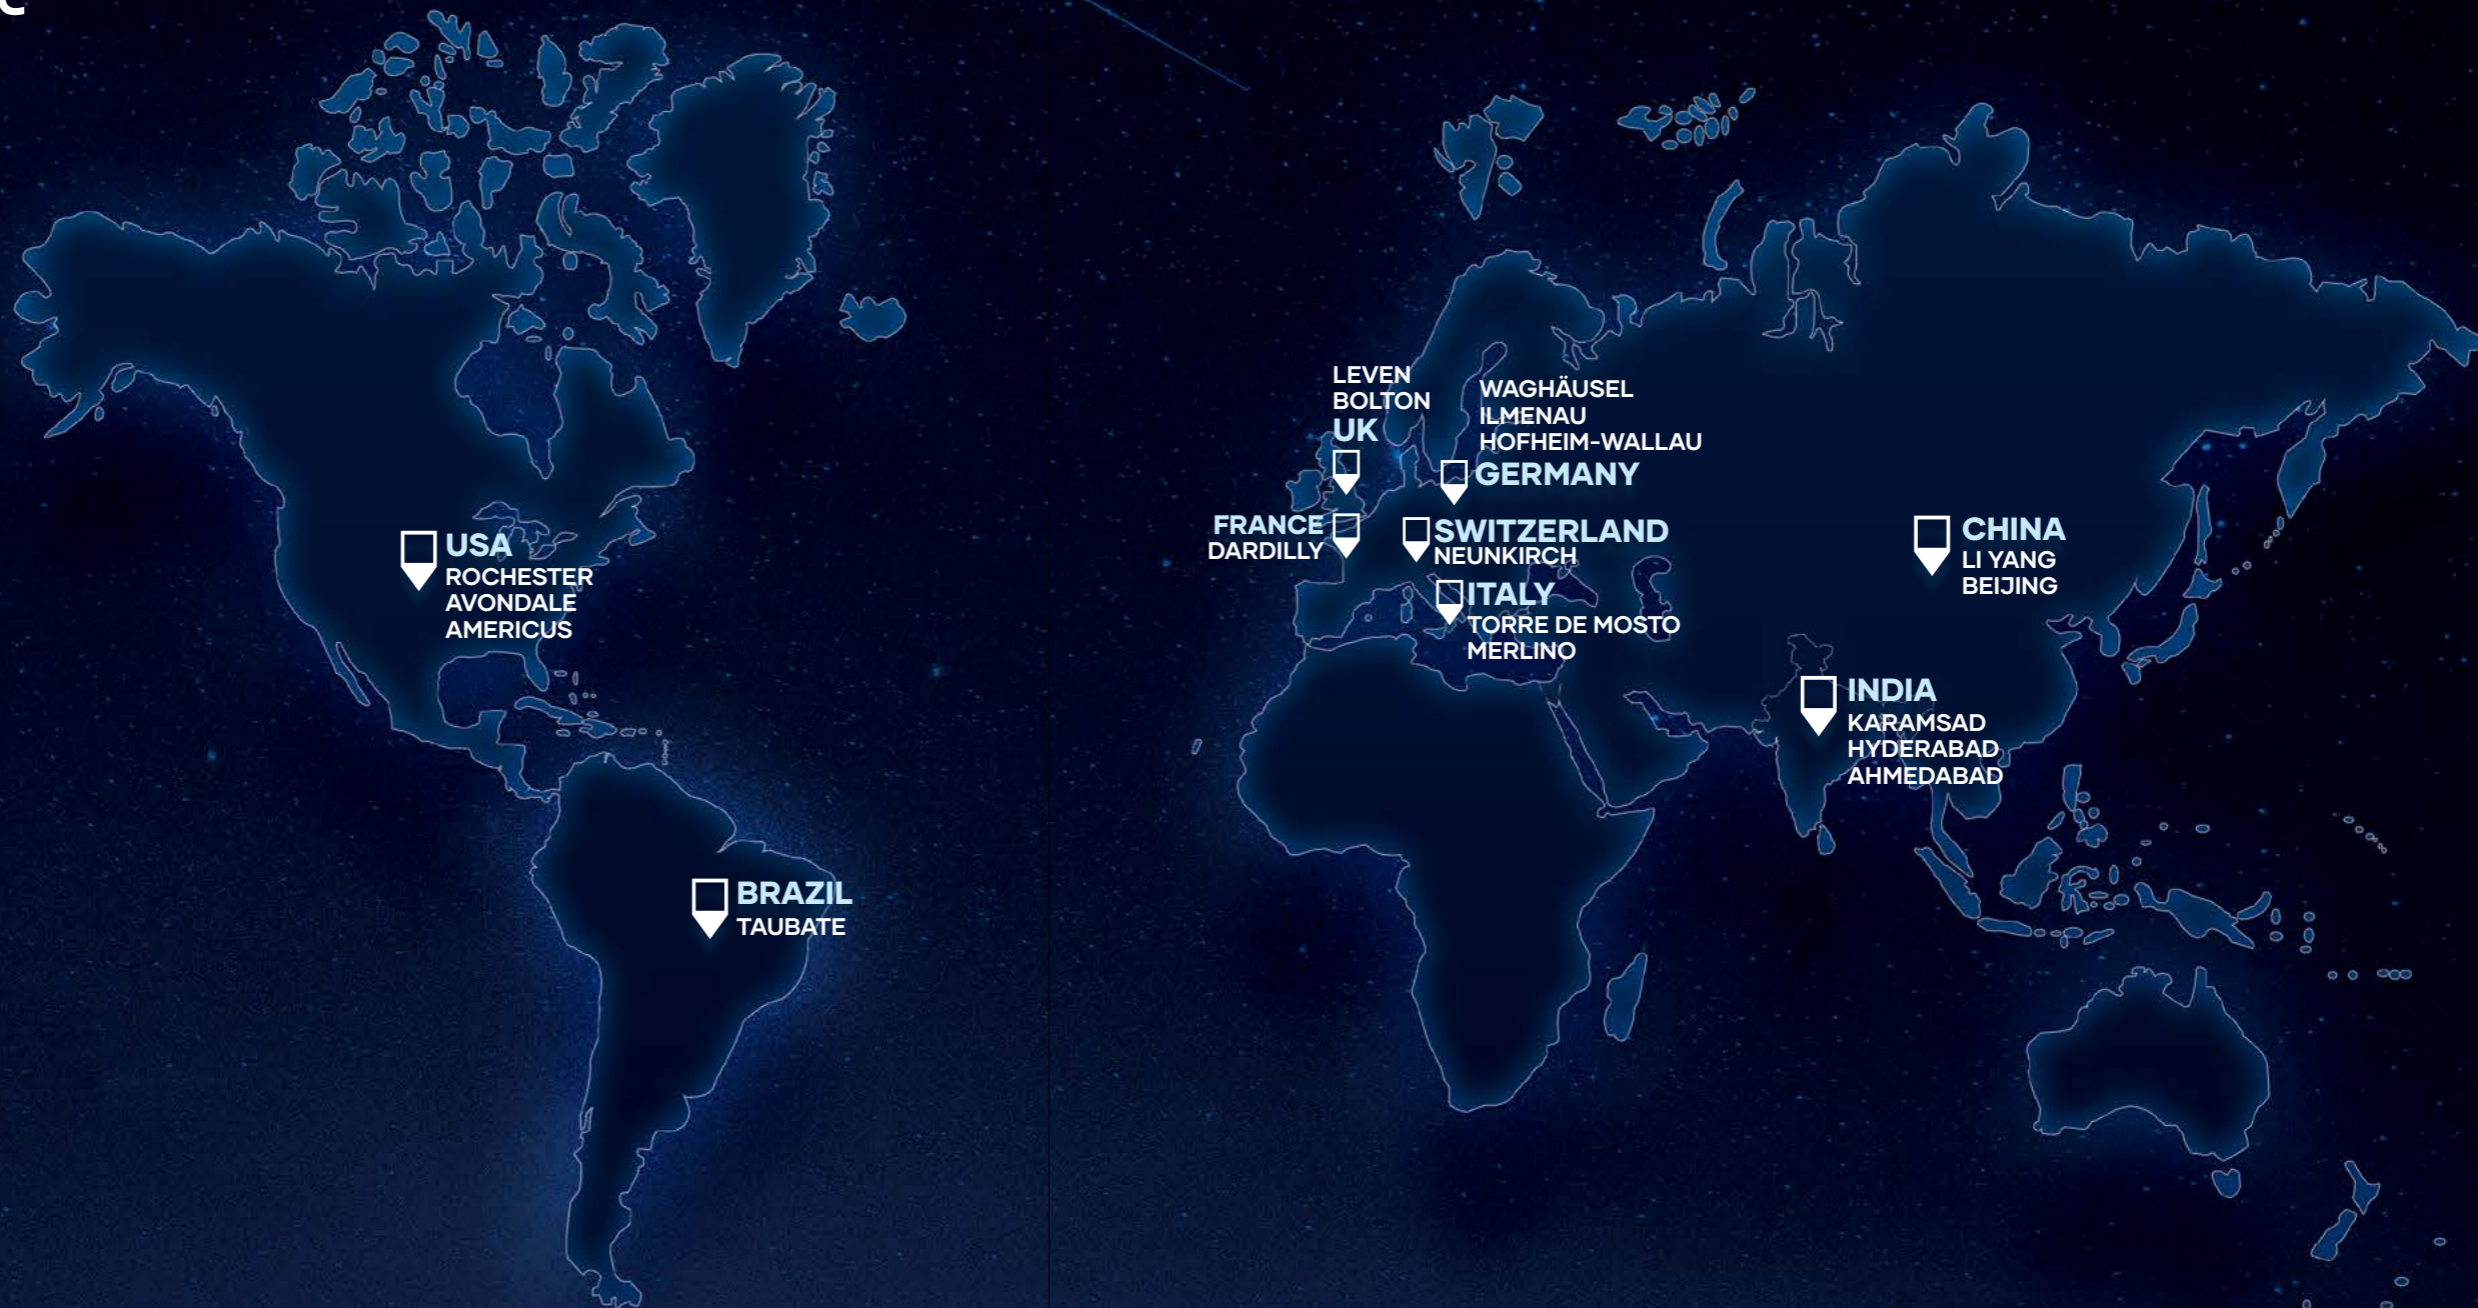 LEVEN
BOLTON
UK
WAGHÄUSEL
ILMENAU
HOFHEIM-WALLAU
GERMANY
FRANCE
DARDILLY
SWITZERLAND
NEUNKIRCH
ITALY
TORRE DE MOSTO
MERLINO
USA
ROCHESTER
AVONDALE
AMERICUS
CHINA
LI YANG
BEIJING
INDIA
KARAMSAD
HYDERABAD
AHMEDABAD
BRAZIL
TAUBATE